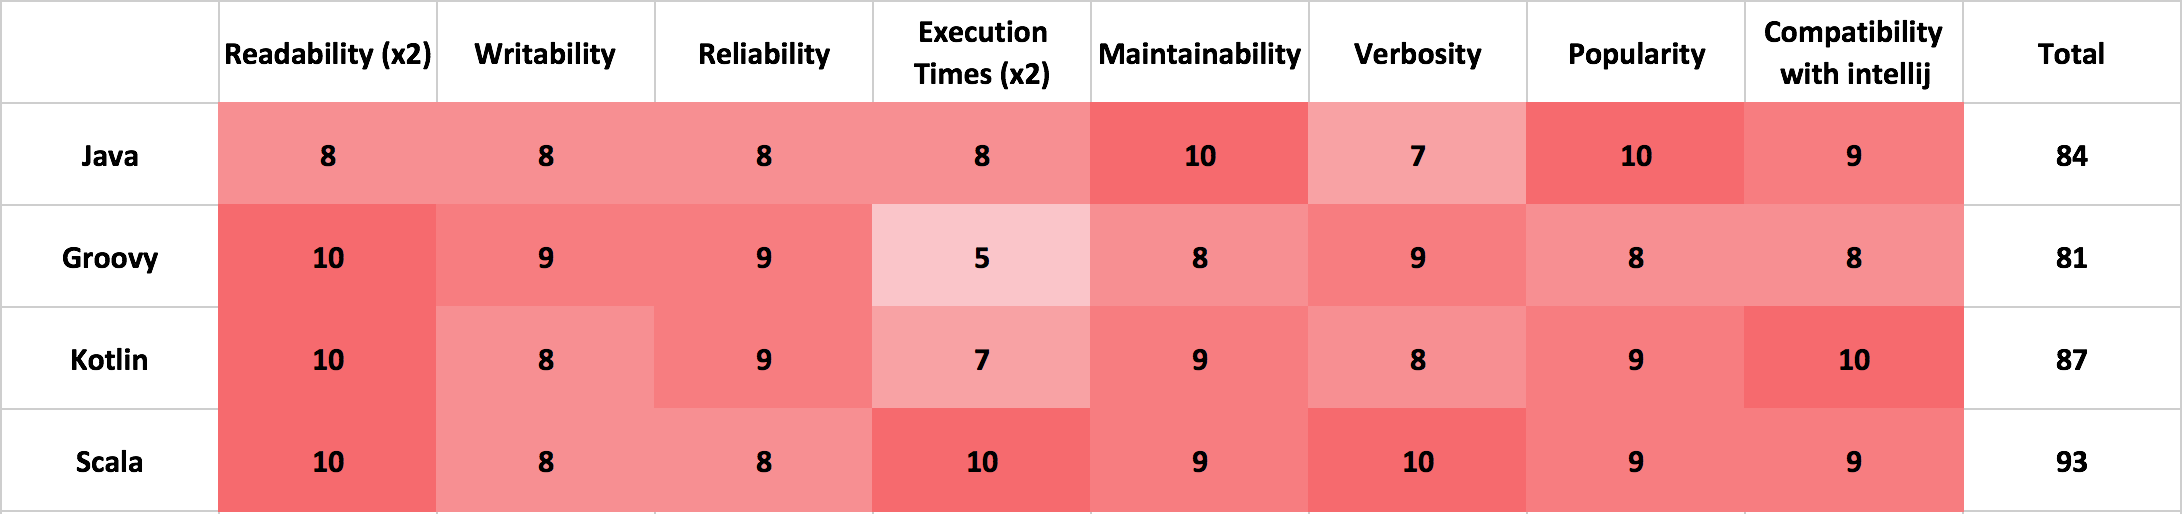 Readability (x2) Writability Reliability Execution Times (x2) Maintainability Verbosity Popularity Compatibility with intellij Total
Java 8 8 8 8 10 7 10 9 84
Groovy 10 9 9 5 8 9 8 8 81
Kotlin 10 8 9 7 9 8 9 10 87
Scala 10 8 8 10 9 10 9 9 93